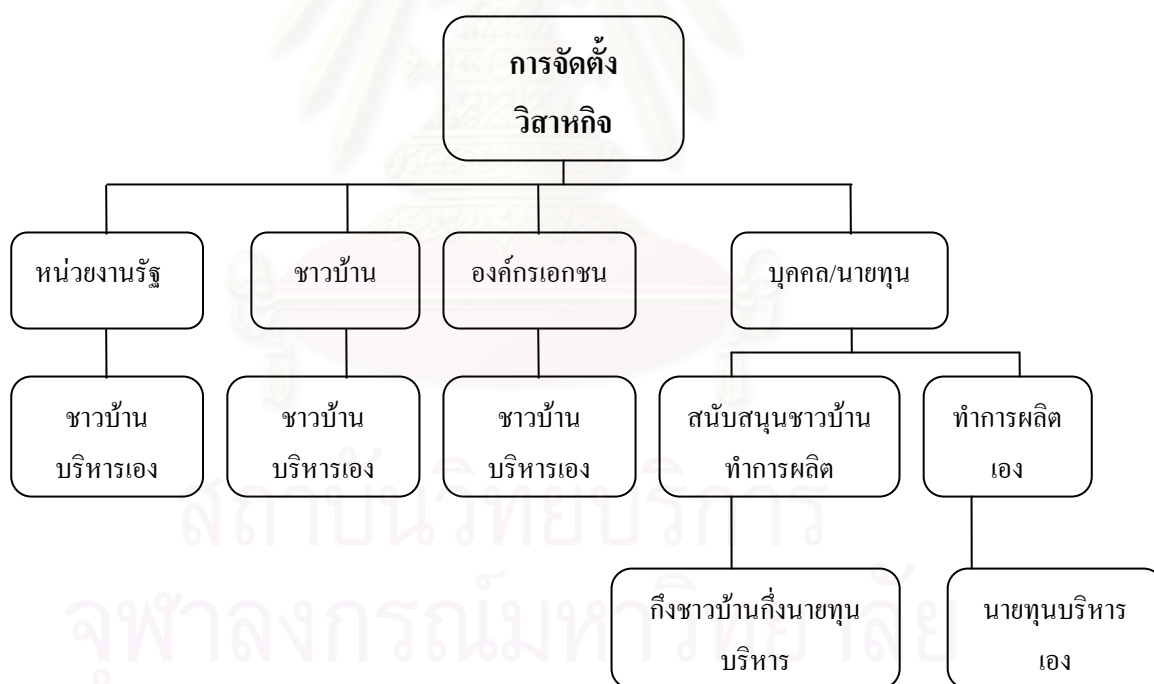 การจัดตั้ง
วิสาหกิจ
หน่วยงานรัฐ
ชาวบ้าน
องค์กรเอกชน
บุคคล/นายทุน
ชาวบ้าน
บริหารเอง
ชาวบ้าน
บริหารเอง
ชาวบ้าน
บริหารเอง
สนับสนุนชาวบ้าน
ทำการผลิต
ทำการผลิต
เอง
กึ่งชาวบ้านกึ่งนายทุน
บริหาร
นายทุนบริหาร
เอง
สถาบันวิทยบริการ
จุฬาลงกรณ์มหาวิทยาลัย